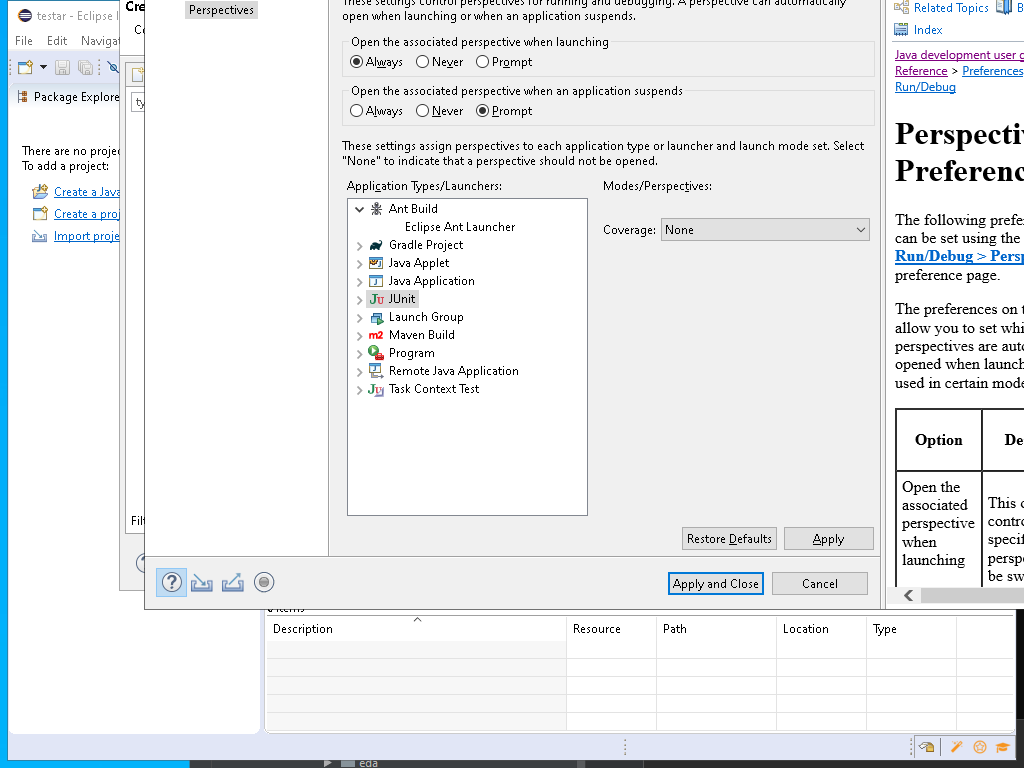 testar - Eclipse I
File Edit Naviga
Package Explore
There are no proje
To add a project:
Create a Java
Create a proj
Import proje
Cre
ty
Filt
Perspectives
These settings control perspectives for running and debugging. A perspective can automatically
open when launching or when an application suspends.
Open the associated perspective when launching
Always Never Prompt
Open the associated perspective when an application suspends
Always Never Prompt
These settings assign perspectives to each application type or launcher and launch mode set. Select
"None" to indicate that a perspective should not be opened.
Application Types/Launchers:
Modes/Perspectives:
Ant Build
Eclipse Ant Launcher
Gradle Project
Java Applet
Java Application
JUnit
Launch Group
Maven Build
Program
Remote Java Application
Task Context Test
Coverage: None
Restore Defaults Apply
Apply and Close Cancel
Related Topics B
Index
Java development user g
Reference > Preferences
Run/Debug
Perspectiv
Preferenc
The following prefer
can be set using the
Run/Debug > Persp
preference page.
The preferences on t
allow you to set whi
perspectives are auto
opened when launch
used in certain mode
Option De
Open the
associated
perspective
when
launching
This o
contro
specif
perspe
be sw
items
Description Resource Path Location Type
eda